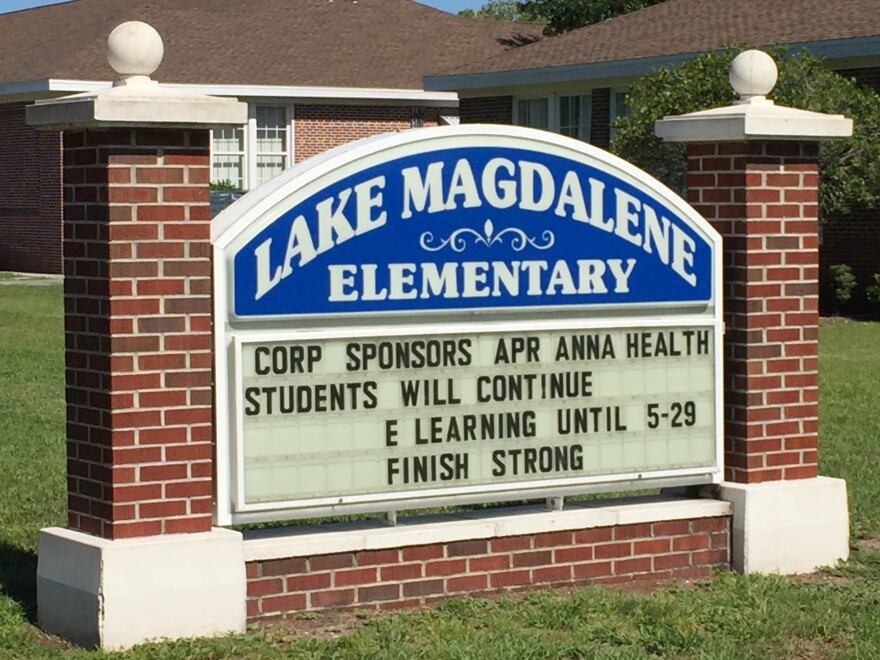 LAKE MAGDALENE
ELEMENTARY
CORP SPONSORS APR ANNA HEALTH
STUDENTS WILL CONTINUE
E LEARNING UNTIL 5-29
FINISH STRONG